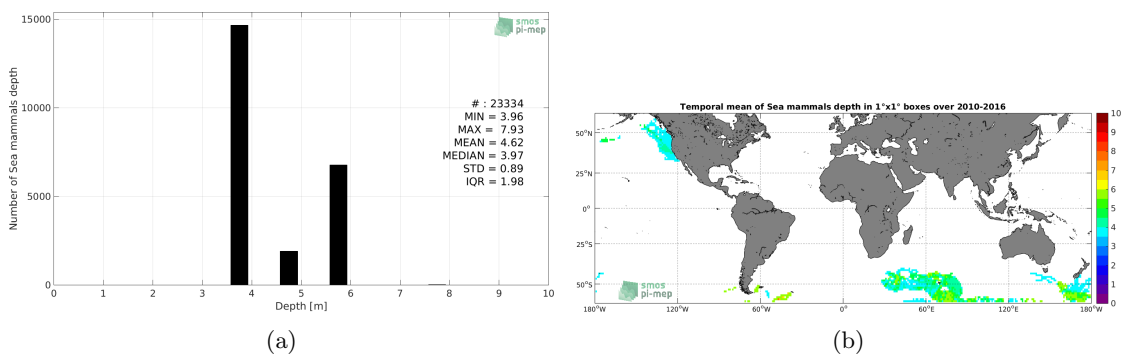 15000
10000
5000
0
Number of Sea mammals depth
smos
pi-mep
# : 23334
MIN = 3.96
MAX = 7.93
MEAN = 4.62
MEDIAN = 3.97
STD = 0.89
IQR = 1.98
0 1 2 3 4 5 6 7 8 9 10
Depth [m]
(a)
Temporal mean of Sea mammals depth in 1°x1° boxes over 2010-2016
50°N
25°N
0°
25°S
50°S
smos
pi-mep
180°W 120°W 60°W 0° 60°E 120°E 180°W
10
9
8
7
6
5
4
3
2
1
0
(b)